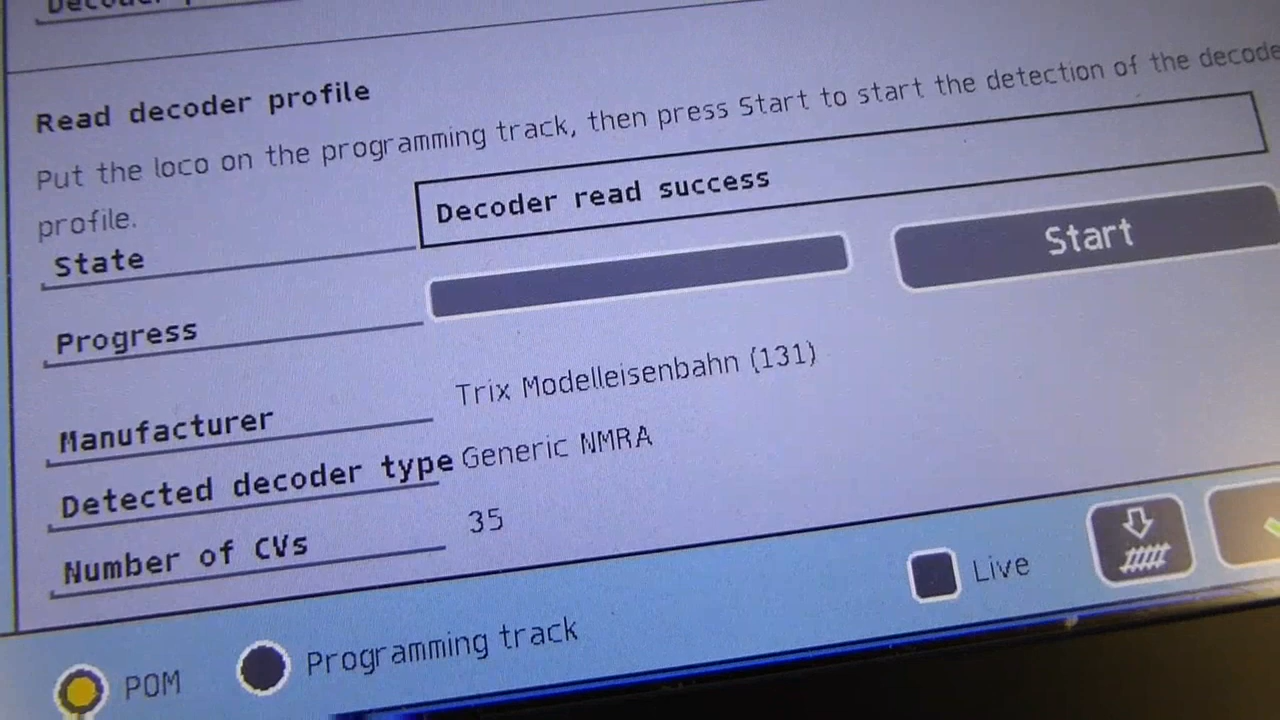 Read decoder profile
Put the loco on the programming track, then press Start to start the detection of the
profile.
State
Decoder read success
Start
Progress
Manufacturer
Trix Modelleisenbahn (131)
Detected decoder type
Generic NMRA
Number of CVs
35
POM
Programming track
Live